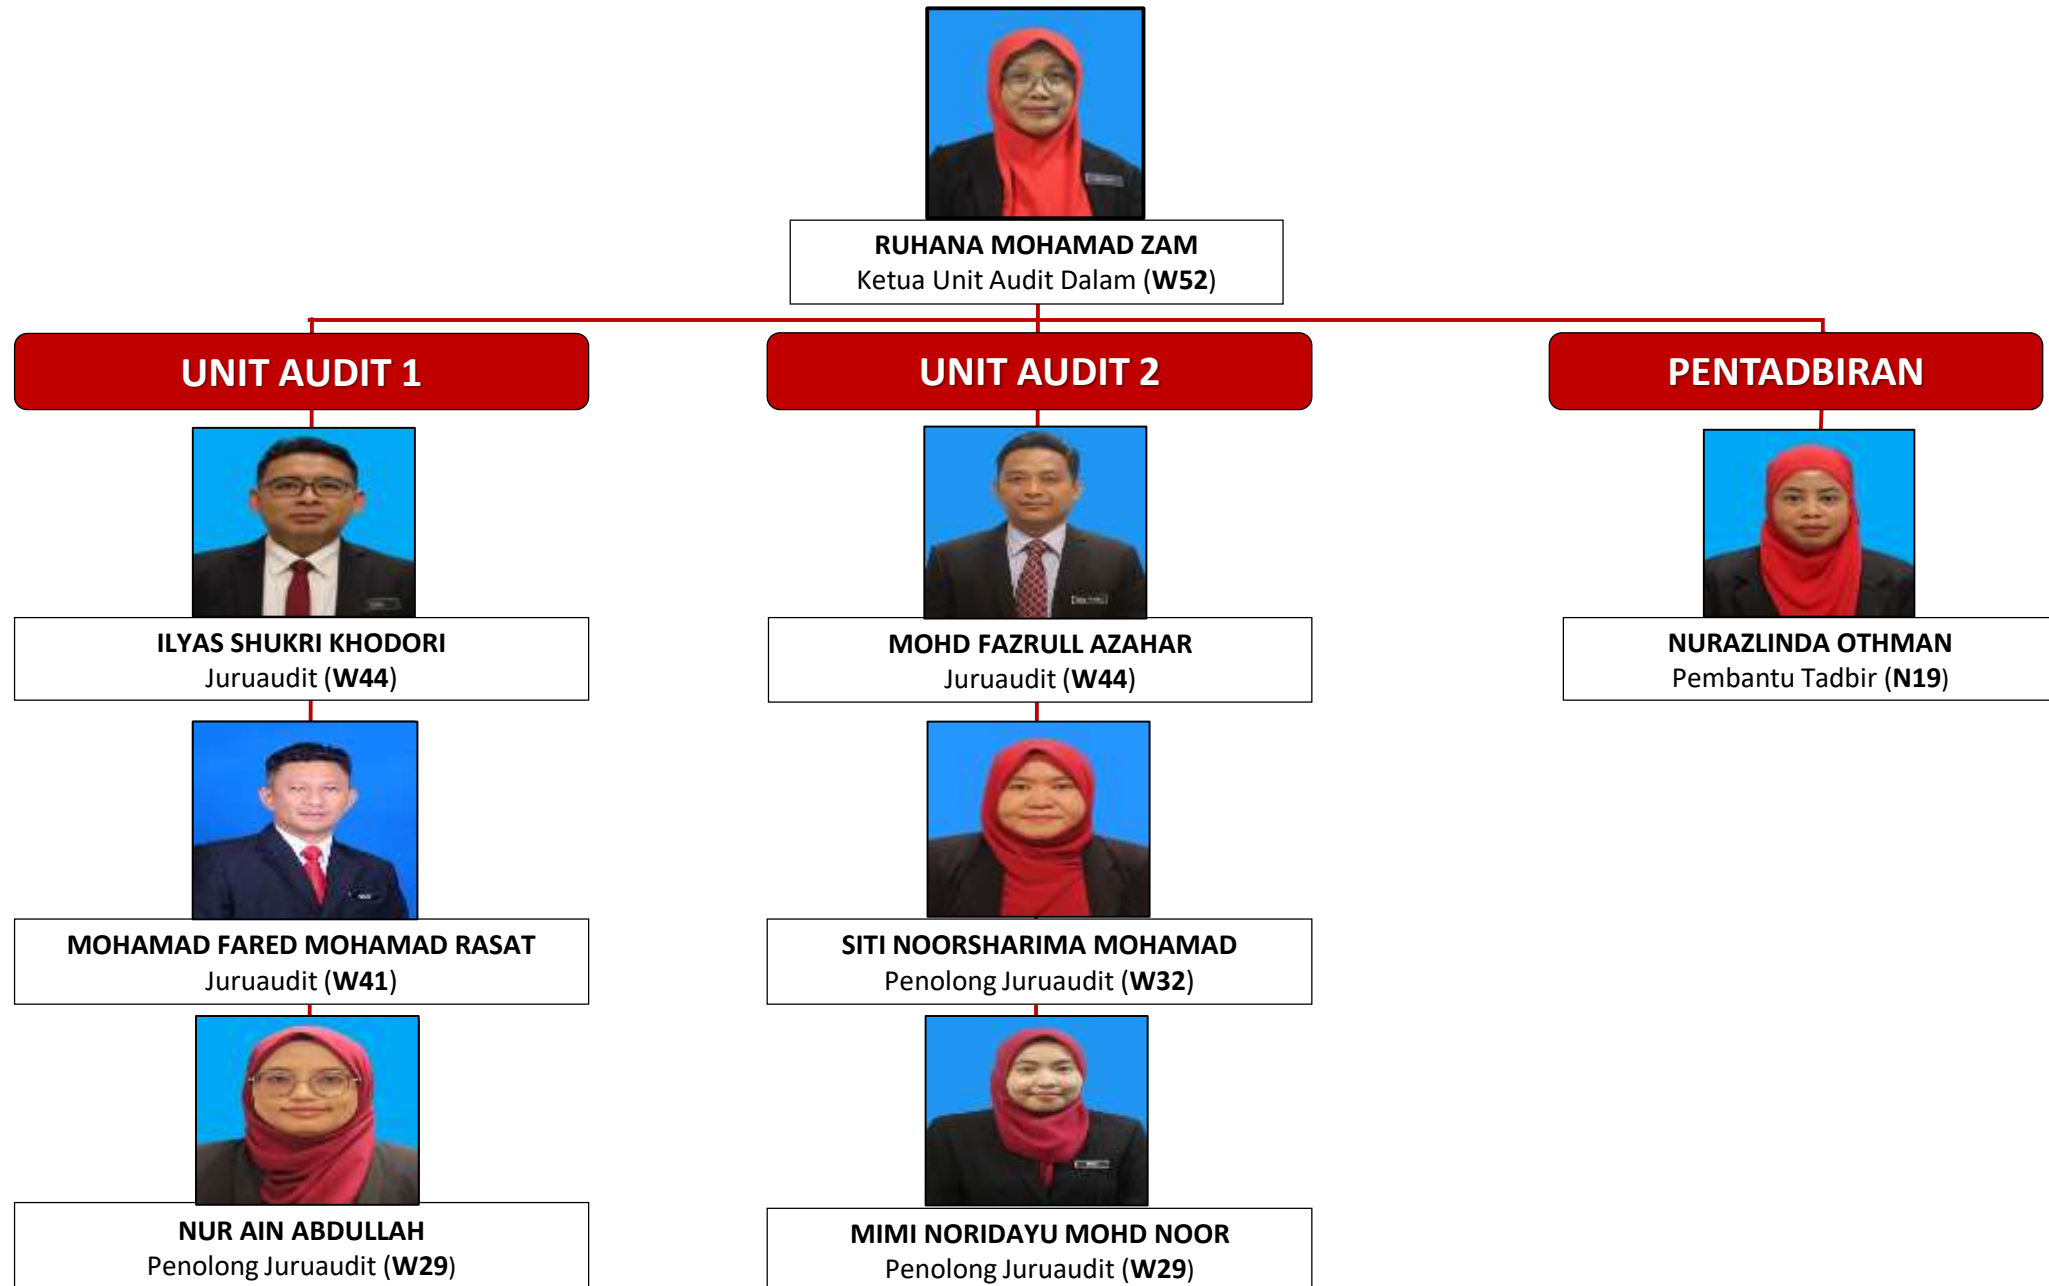 RUHANA MOHAMAD ZAM
Ketua Unit Audit Dalam (W52)
UNIT AUDIT 1
UNIT AUDIT 2
PENTADBIRAN
ILYAS SHUKRI KHODORI
Juruaudit (W44)
MOHD FAZRULL AZAHAR
Juruaudit (W44)
NURAZLINDA OTHMAN
Pembantu Tadbir (N19)
MOHAMAD FARED MOHAMAD RASAT
Juruaudit (W41)
SITI NOORSHARIMA MOHAMAD
Penolong Juruaudit (W32)
NUR AIN ABDULLAH
Penolong Juruaudit (W29)
MIMI NORIDAYU MOHD NOOR
Penolong Juruaudit (W29)